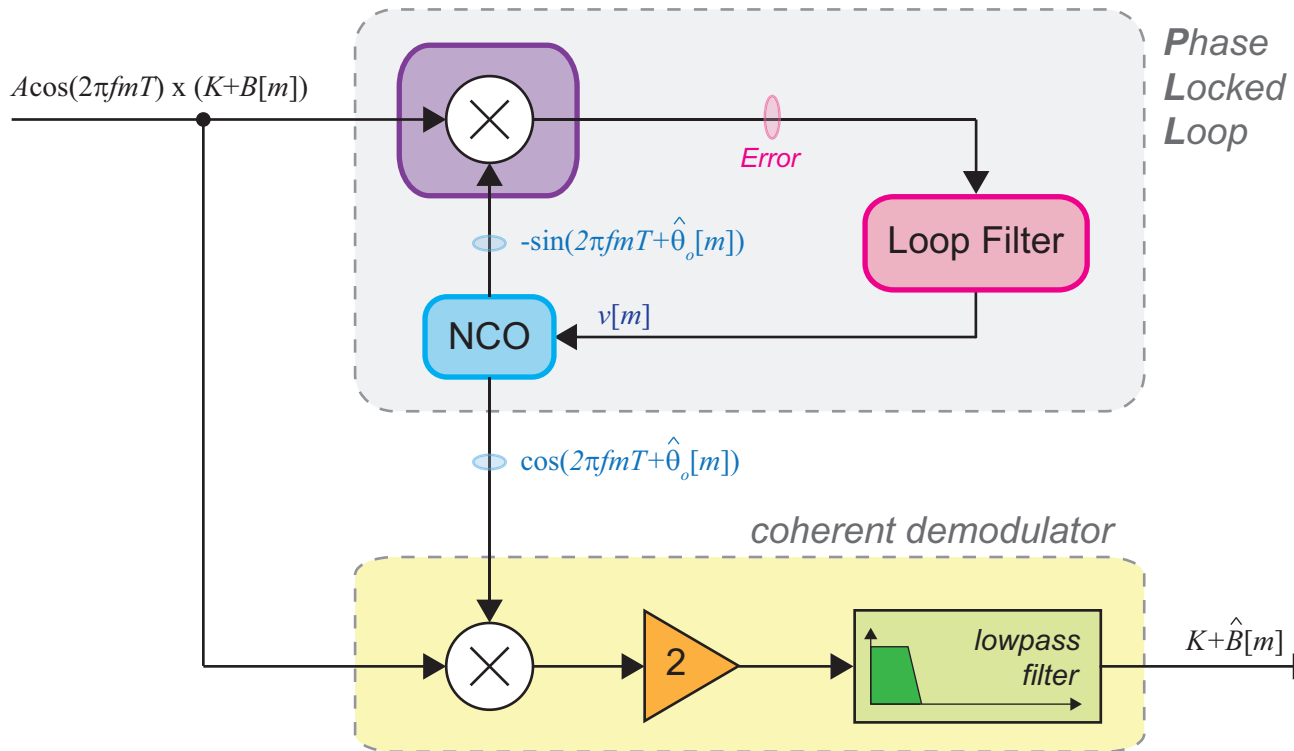 Acos(2πfmT) x (K+B[m])
Phase
Locked
Loop
Error
-sin(2πfmT+θ̂ₒ[m])
Loop Filter
v[m]
NCO
cos(2πfmT+θ̂ₒ[m])
coherent demodulator
2
lowpass
filter
K+B̂[m]